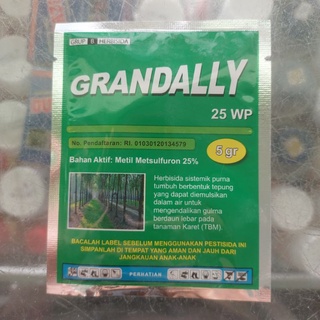 GRUP B HERBISIDA
GRANDALLY
25 WP
No. Pendaftaran: RI. 01030120134579
5 gr
Bahan Aktif: Metil Metsulfuron 25%
Herbisida sistemik purna
tumbuh berbentuk tepung
yang dapat diemulsikan
dalam air untuk
mengendalikan gulma
berdaun lebar pada
tanaman Karet (TBM).
BACALAH LABEL SEBELUM MENGGUNAKAN PESTISIDA INI
SIMPANLAH DI TEMPAT YANG AMAN DAN JAUH DARI
JANGKAUAN ANAK-ANAK
PERHATIAN